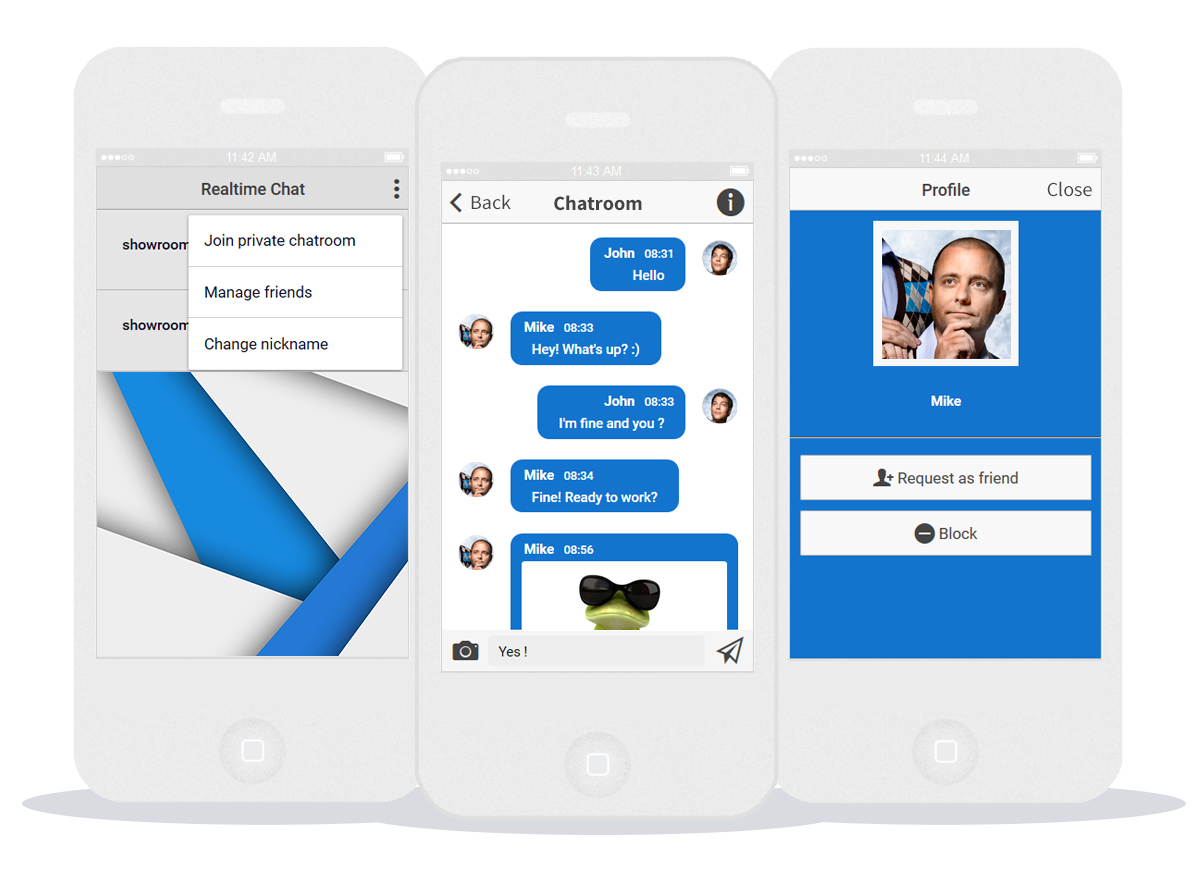 11:42 AM
Realtime Chat
showroom
Join private chatroom
Manage friends
showroom
Change nickname
11:43 AM
Back
Chatroom
John 08:31
Hello
Mike 08:33
Hey! What's up? :)
John 08:33
I'm fine and you ?
Mike 08:34
Fine! Ready to work?
Mike 08:56
Yes !
11:44 AM
Profile
Close
Mike
Request as friend
Block